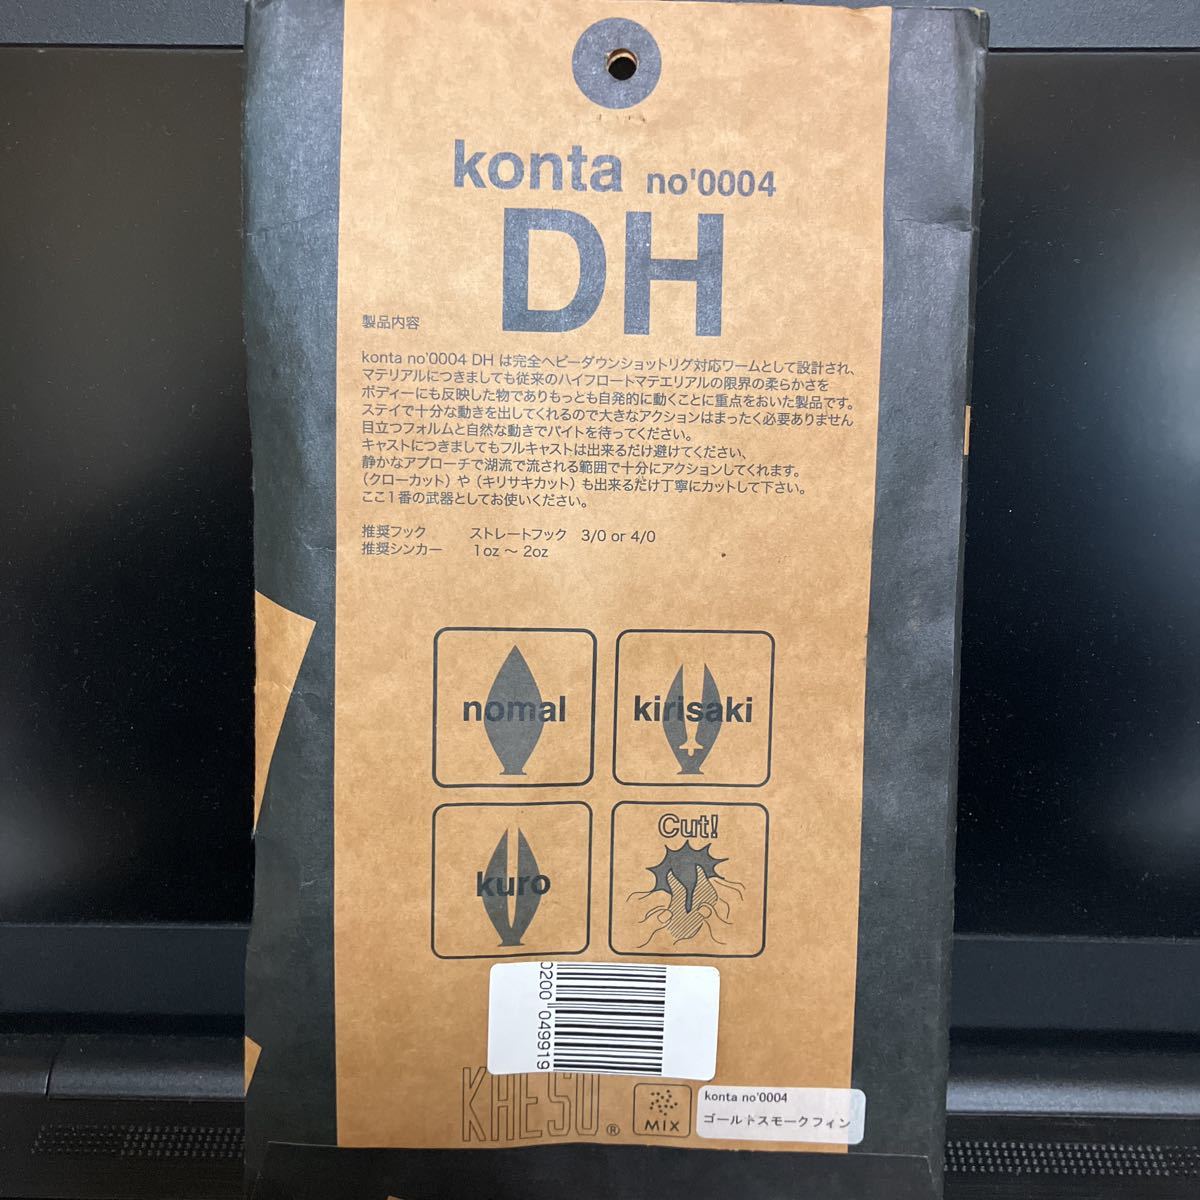 konta no'0004
DH
製品内容
konta no'0004 DH は完全ヘビーダウンショットリグ対応ワームとして設計され、
マテリアルにつきましても従来のハイフロートマテエリアルの限界の柔らかさを
ボディーにも反映した物でありもっとも自発的に動くことに重点をおいた製品です。
ステイで十分な動きを出してくれるので大きなアクションはまったく必要ありません
目立つフォルムと自然な動きでバイトを待ってください。
キャストにつきましてもフルキャストは出来るだけ避けてください、
静かなアプローチで湖流で流される範囲で十分にアクションしてくれます。
（クローカット）や（キリサキカット）も出来るだけ丁寧にカットして下さい。
ここ1番の武器としてお使いください。
推奨フック ストレートフック 3/0 or 4/0
推奨シンカー 1oz ～ 2oz
nomal
kirisaki
kuro
Cut!
0200 049919
KAESU ®
MIX
konta no'0004
ゴールドスモークフィン